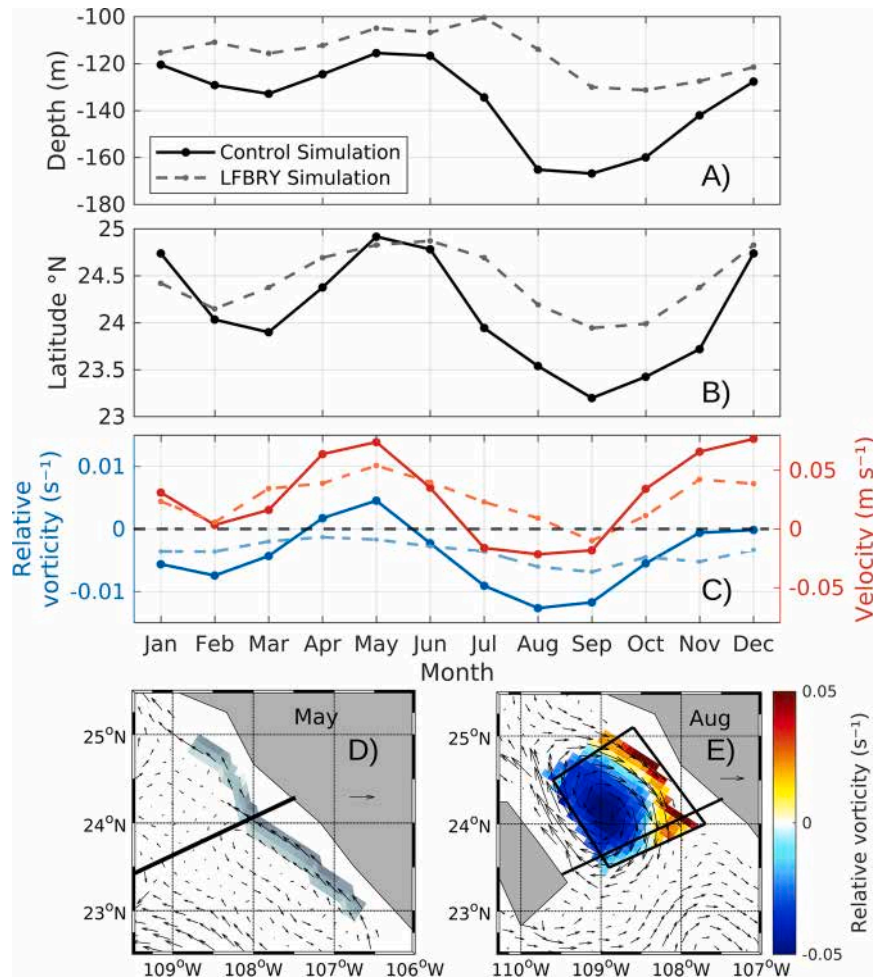 -100
-120
-140
-160
-180
Depth (m)
Control Simulation
LFBRY Simulation
A)
25
24.5
24
23.5
23
Latitude °N
B)
0.01
0
-0.01
Relative
vorticity (s⁻¹)
0.05
0
-0.05
Velocity (m s⁻¹)
C)
Jan Feb Mar Apr May Jun Jul Aug Sep Oct Nov Dec
Month
May
D)
25°N
24°N
23°N
109°W 108°W 107°W 106°W
Aug
E)
25°N
24°N
23°N
110°W 109°W 108°W 107°W
0.05
0
-0.05
Relative vorticity (s⁻¹)